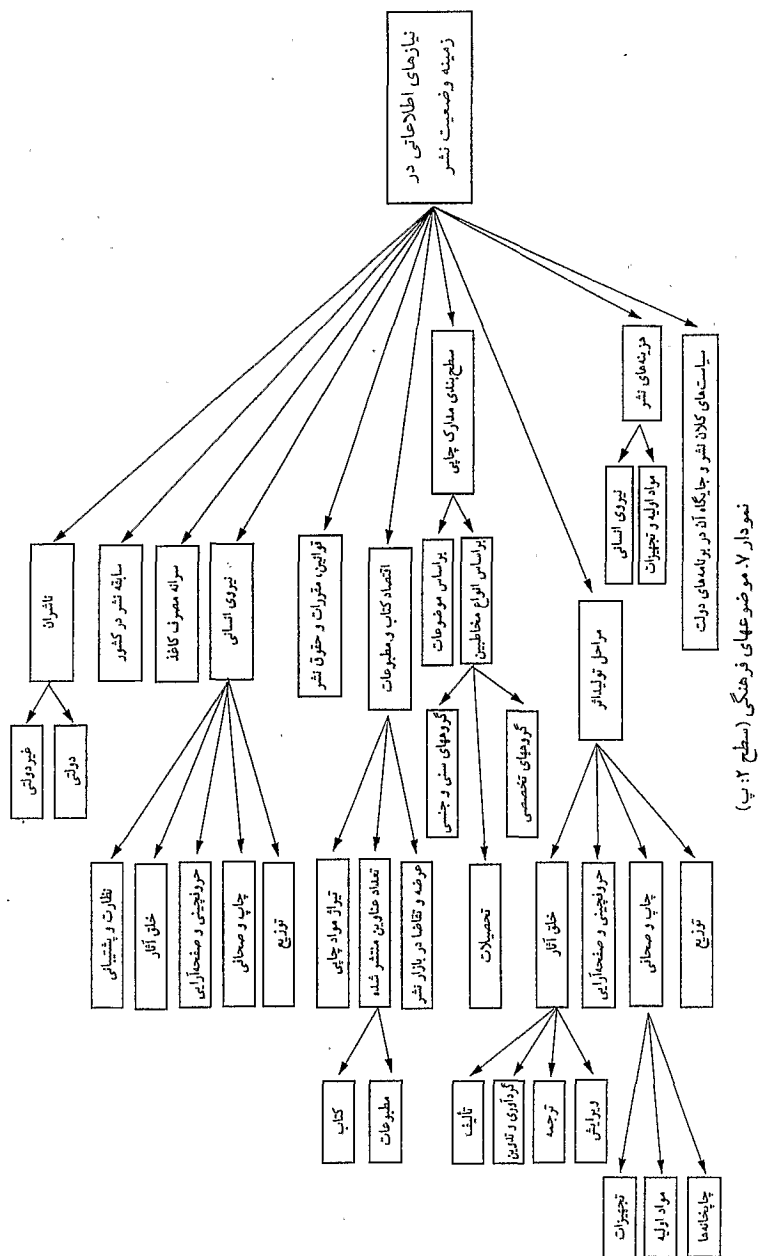 نمودار ۷. موضوعهای فرهنگی (سطح ۲: پ)
نیازهای اطلاعاتی در
زمینه وضعیت نشر
سیاست‌های کلان نشر و جایگاه آن در برنامه‌های دولت
هزینه‌های نشر
مواد اولیه و تجهیزات
نیروی انسانی
مراحل تولیداثر
توزیع
چاپ و صحافی
چاپخانه‌ها
مواد اولیه
تجهیزات
حروفچینی و صفحه‌آرایی
خلق آثار
ویرایش
ترجمه
گردآوری و تدوین
تألیف
سطح‌بندی مدارک چاپی
براساس انواع مخاطبین
گروههای تخصصی
تحصیلات
گروههای سنی و جنسی
براساس موضوعات
اقتصاد کتاب و مطبوعات
عرضه و تقاضا در بازار نشر
تعداد عناوین منتشر شده
مطبوعات
کتاب
تیراژ مواد چاپی
قوانین، مقررات و حقوق نشر
نیروی انسانی
توزیع
چاپ و صحافی
حروفچینی و صفحه‌آرایی
خلق آثار
نظارت و پشتیبانی
سرانه مصرف کاغذ
سابقه نشر در کشور
ناشران
دولتی
غیر دولتی